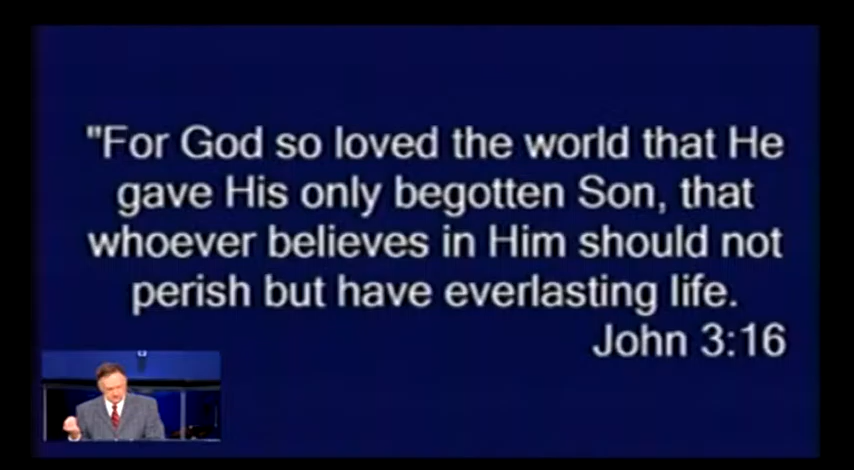 "For God so loved the world that He
gave His only begotten Son, that
whoever believes in Him should not
perish but have everlasting life.
John 3:16